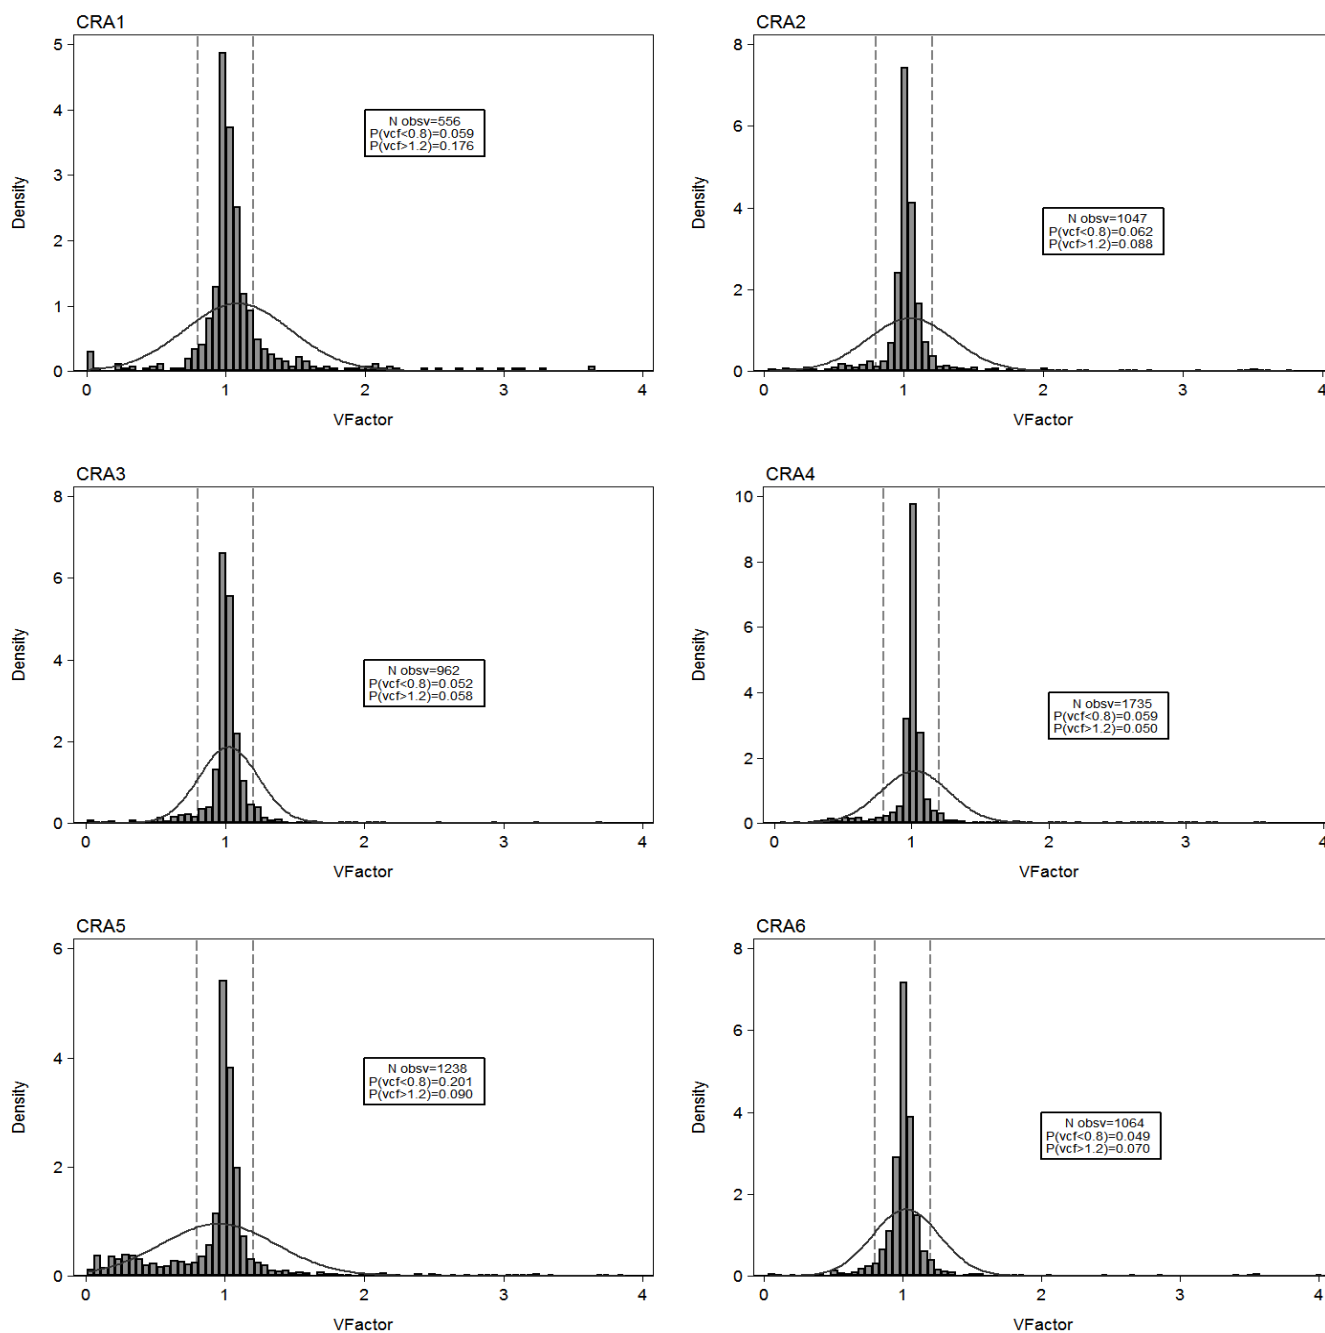 CRA1
5
4
3
2
1
0
Density
N obsv=556
P(vcf<0.8)=0.059
P(vcf>1.2)=0.176
0 1 2 3 4
VFactor
CRA2
8
6
4
2
0
Density
N obsv=1047
P(vcf<0.8)=0.062
P(vcf>1.2)=0.088
0 1 2 3 4
VFactor
CRA3
8
6
4
2
0
Density
N obsv=962
P(vcf<0.8)=0.052
P(vcf>1.2)=0.058
0 1 2 3 4
VFactor
CRA4
10
8
6
4
2
0
Density
N obsv=1735
P(vcf<0.8)=0.059
P(vcf>1.2)=0.050
0 1 2 3 4
VFactor
CRA5
6
4
2
0
Density
N obsv=1238
P(vcf<0.8)=0.201
P(vcf>1.2)=0.090
0 1 2 3 4
VFactor
CRA6
8
6
4
2
0
Density
N obsv=1064
P(vcf<0.8)=0.049
P(vcf>1.2)=0.070
0 1 2 3 4
VFactor